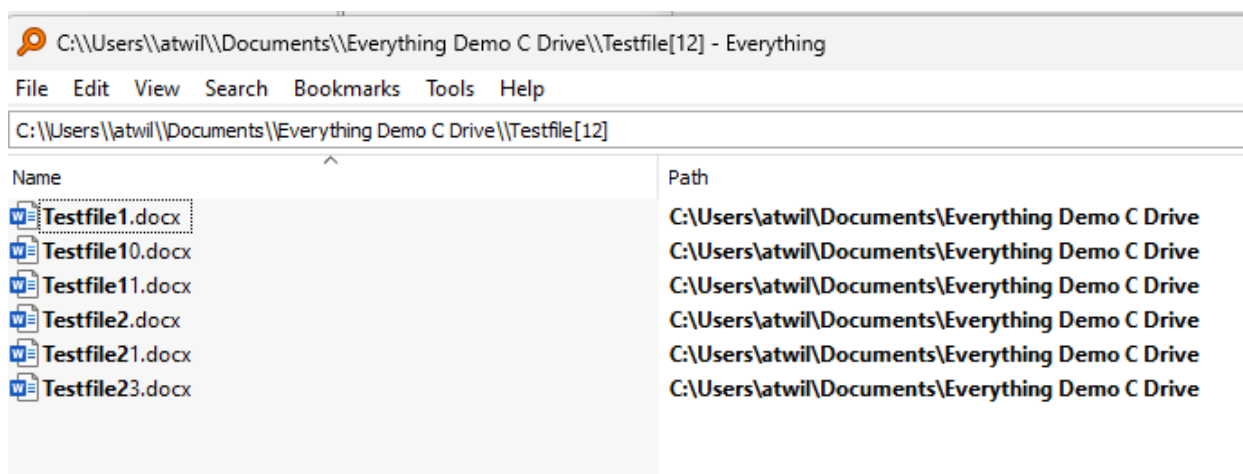 C:\\Users\\atwil\\Documents\\Everything Demo C Drive\\Testfile[12] - Everything
File Edit View Search Bookmarks Tools Help
C:\\Users\\atwil\\Documents\\Everything Demo C Drive\\Testfile[12]
Name Path
Testfile1.docx C:\Users\atwil\Documents\Everything Demo C Drive
Testfile10.docx C:\Users\atwil\Documents\Everything Demo C Drive
Testfile11.docx C:\Users\atwil\Documents\Everything Demo C Drive
Testfile2.docx C:\Users\atwil\Documents\Everything Demo C Drive
Testfile21.docx C:\Users\atwil\Documents\Everything Demo C Drive
Testfile23.docx C:\Users\atwil\Documents\Everything Demo C Drive